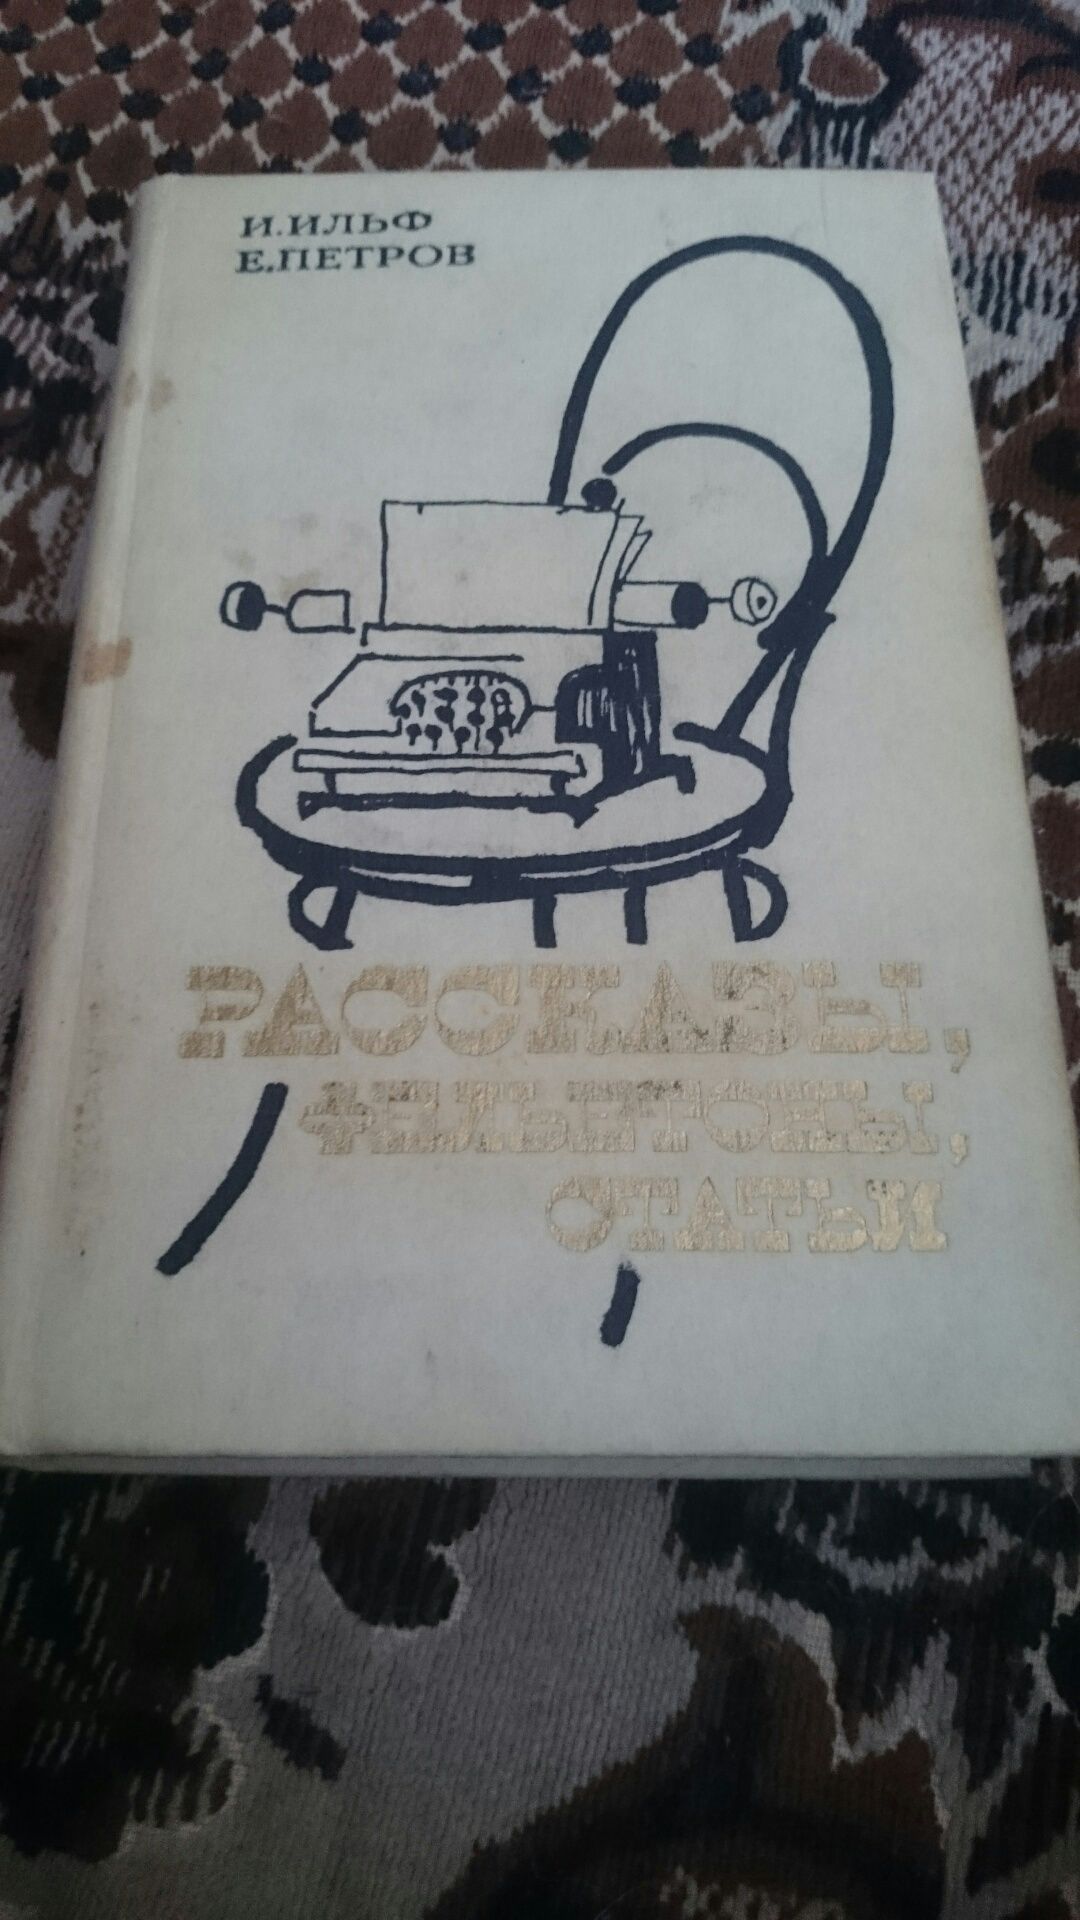 И.ИЛЬФ
Е.ПЕТРОВ
РАССКАЗЫ,
ФЕЛЬЕТОНЫ,
СТАТЬИ